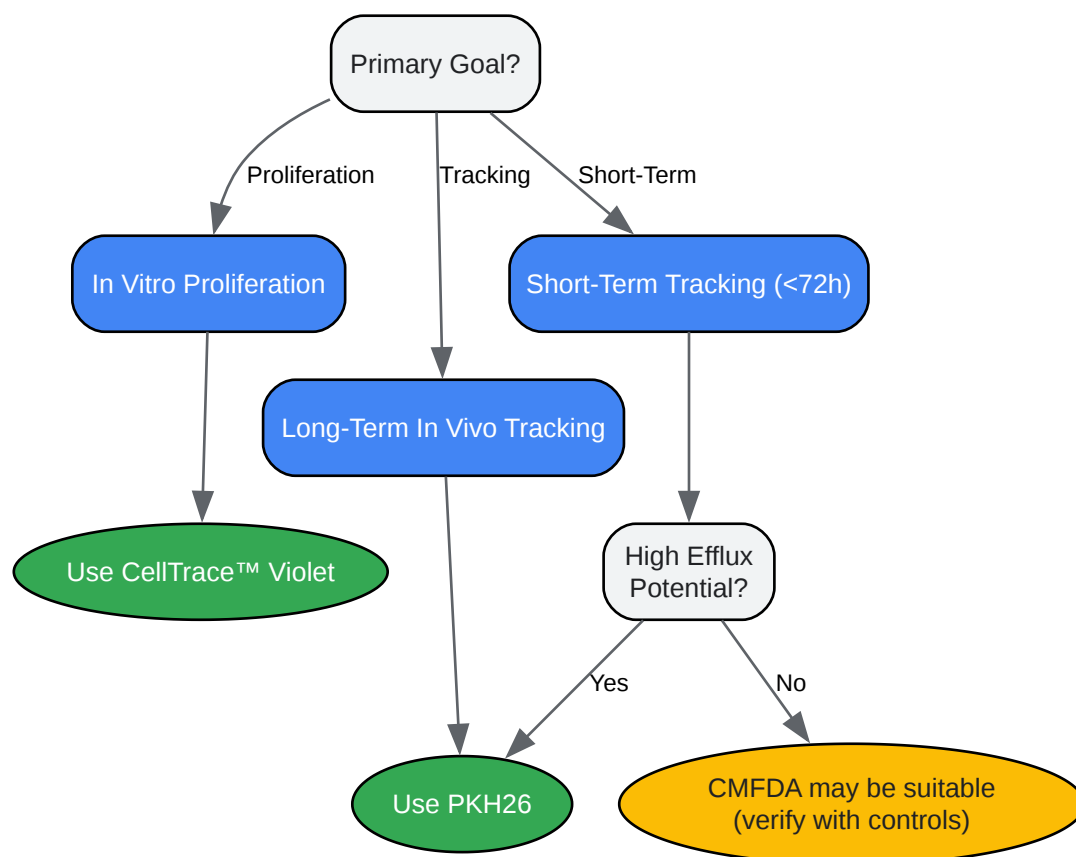 Primary Goal?
Proliferation
Tracking
Short-Term
In Vitro Proliferation
Short-Term Tracking (<72h)
Long-Term In Vivo Tracking
Use CellTrace™ Violet
High Efflux
Potential?
Yes
No
Use PKH26
CMFDA may be suitable
(verify with controls)